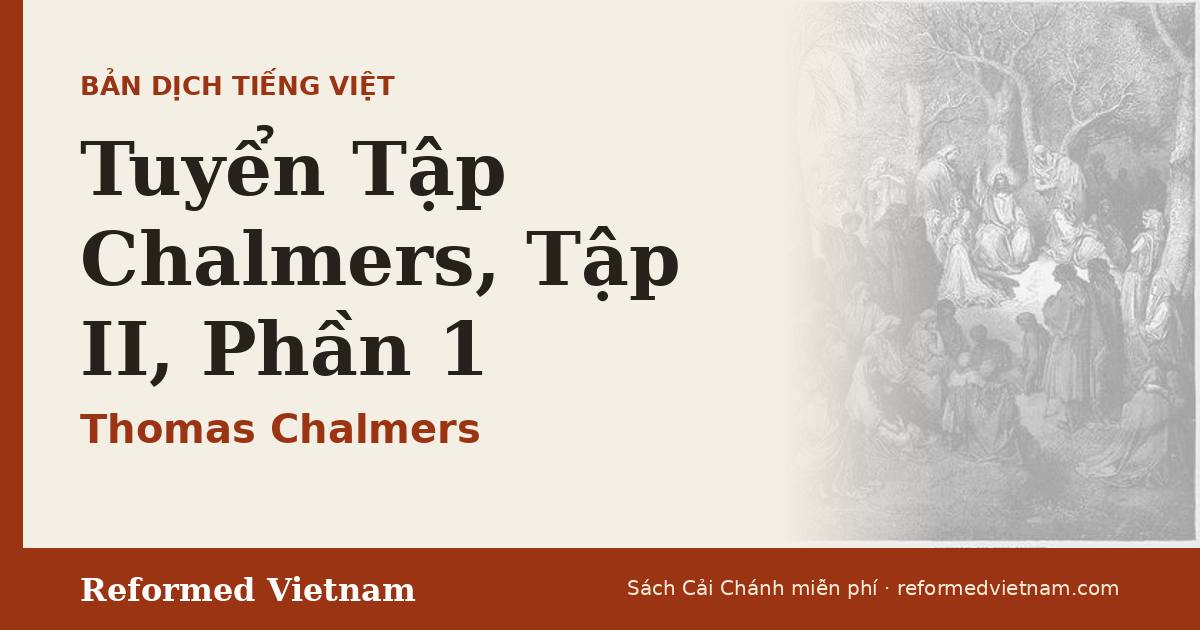 BẢN DỊCH TIẾNG VIỆT
Tuyển Tập
Chalmers, Tập
II, Phần 1
Thomas Chalmers
Reformed Vietnam
Sách Cải Chánh miễn phí · reformedvietnam.com